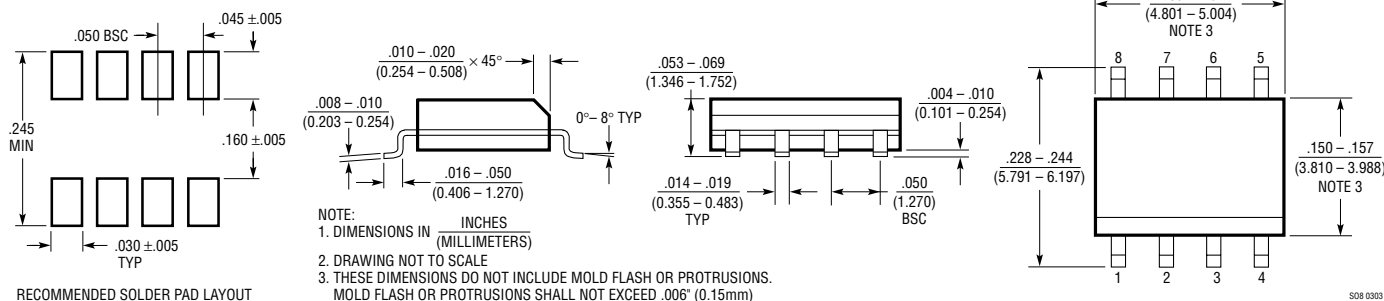 .050 BSC
.045 ±.005
.245
MIN
.160 ±.005
.030 ±.005
TYP
RECOMMENDED SOLDER PAD LAYOUT
.010 – .020
(0.254 – 0.508)
× 45°
.008 – .010
(0.203 – 0.254)
0°– 8° TYP
.016 – .050
(0.406 – 1.270)
NOTE:
1. DIMENSIONS IN
INCHES
(MILLIMETERS)
2. DRAWING NOT TO SCALE
3. THESE DIMENSIONS DO NOT INCLUDE MOLD FLASH OR PROTRUSIONS.
MOLD FLASH OR PROTRUSIONS SHALL NOT EXCEED .006" (0.15mm)
.053 – .069
(1.346 – 1.752)
.004 – .010
(0.101 – 0.254)
.014 – .019
(0.355 – 0.483)
TYP
.050
(1.270)
BSC
(4.801 – 5.004)
NOTE 3
8 7 6 5
.228 – .244
(5.791 – 6.197)
.150 – .157
(3.810 – 3.988)
NOTE 3
1 2 3 4
SO8 0303